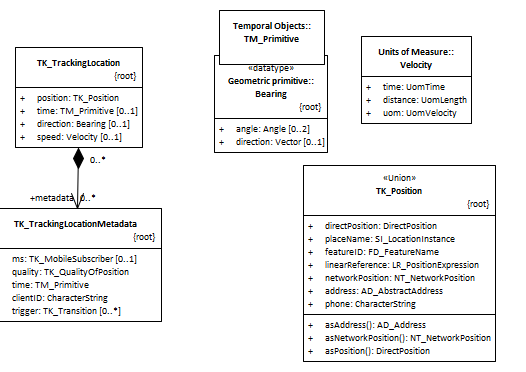 TK_TrackingLocation
{root}
+ position: TK_Position
+ time: TM_Primitive [0..1]
+ direction: Bearing [0..1]
+ speed: Velocity [0..1]
0..*
+metadata 0..*
TK_TrackingLocationMetadata
{root}
ms: TK_MobileSubscriber [0..1]
quality: TK_QualityOfPosition
time: TM_Primitive
clientID: CharacterString
trigger: TK_Transition [0..*]
Temporal Objects::
TM_Primitive
«datatype»
Geometric primitive::
Bearing
{root}
+ angle: Angle [0..2]
+ direction: Vector [0..1]
Units of Measure::
Velocity
+ time: UomTime
+ distance: UomLength
+ uom: UomVelocity
«Union»
TK_Position
{root}
+ directPosition: DirectPosition
+ placeName: SI_LocationInstance
+ featureID: FD_FeatureName
+ linearReference: LR_PositionExpression
+ networkPosition: NT_NetworkPosition
+ address: AD_AbstractAddress
+ phone: CharacterString
+ asAddress(): AD_Address
+ asNetworkPosition(): NT_NetworkPosition
+ asPosition(): DirectPosition